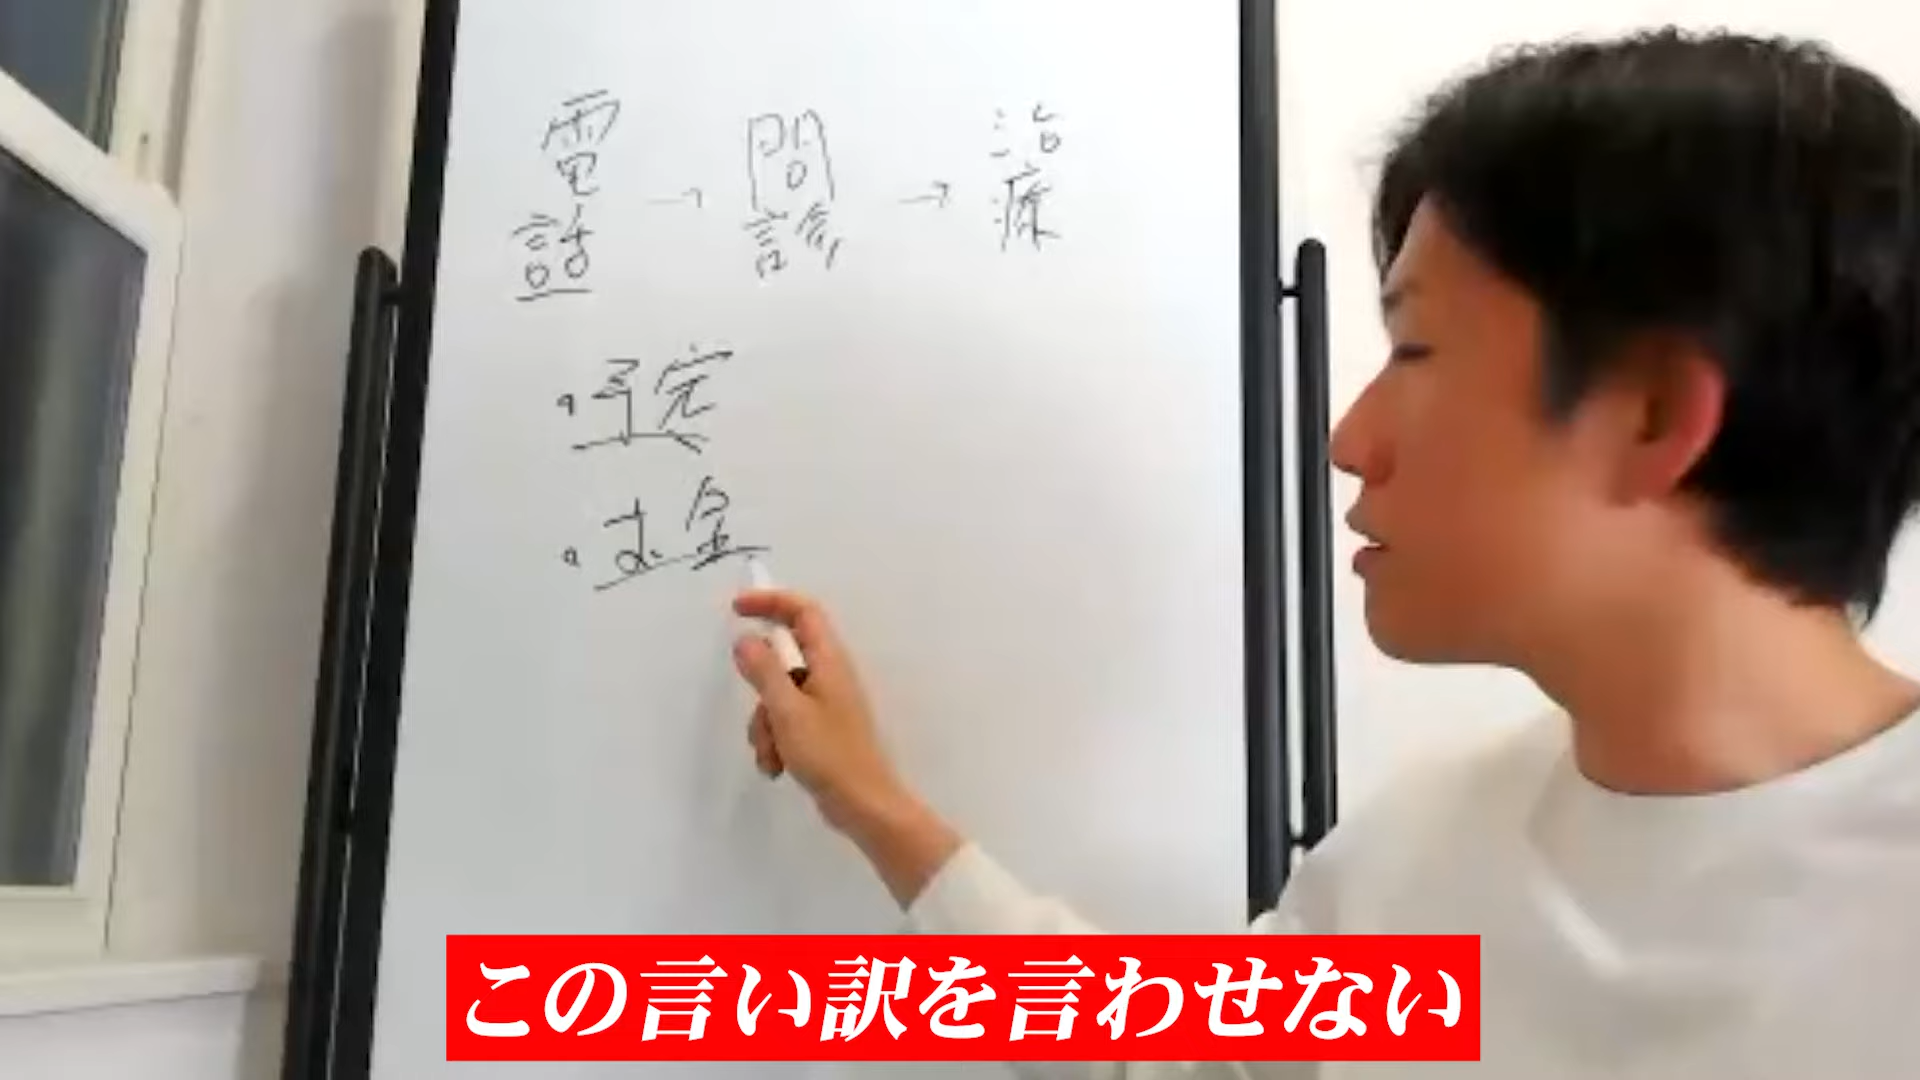 電話 → 問診 → 治療
・予定
・お金
この言い訳を言わせない